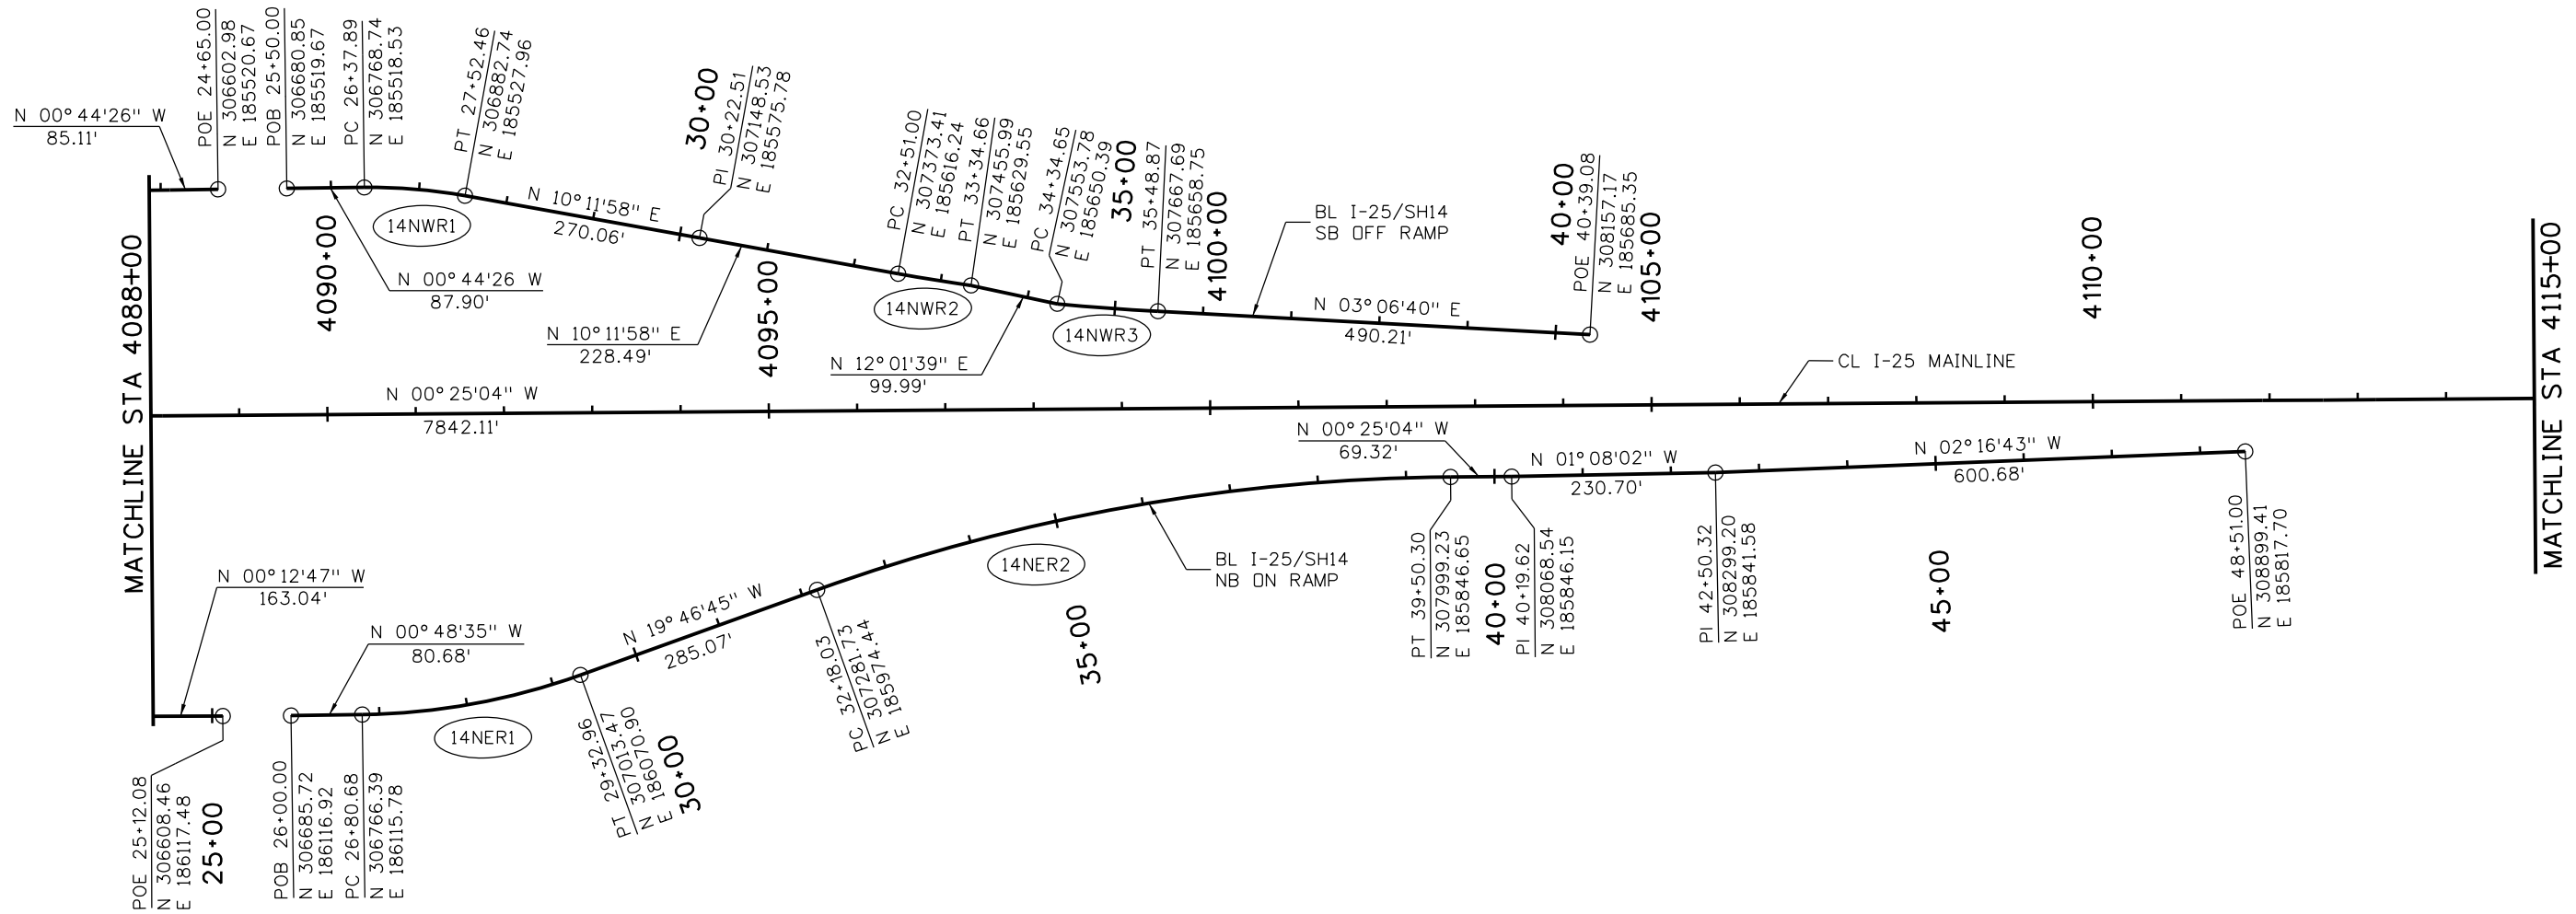 POE 24+65.00
N 306602.98
E 185520.67
POB 25+50.00
N 306680.85
E 185519.67
PC 26+37.89
N 306768.74
E 185518.53
PT 27+52.46
N 306882.74
E 185527.96
30+00
PI 30+22.51
N 307148.53
E 185575.78
PC 32+51.00
N 307373.41
E 185616.24
PT 33+34.66
N 307455.99
E 185629.55
PC 34+34.65
N 307553.78
E 185650.39
35+00
PT 35+48.87
N 307667.69
E 185658.75
4100+00
40+00
POE 40+39.08
N 308157.17
E 185685.35
4105+00
4110+00
N 00°44'26" W
85.11'
14NWR1
N 10°11'58" E
270.06'
N 00°44'26 W
87.90'
4090+00
4095+00
N 10°11'58" E
228.49'
14NWR2
N 12°01'39" E
99.99'
14NWR3
BL I-25/SH14
SB OFF RAMP
N 03°06'40" E
490.21'
MATCHLINE STA 4088+00
N 00°25'04" W
7842.11'
CL I-25 MAINLINE
MATCHLINE STA 4115+00
N 00°25'04" W
69.32'
N 01°08'02" W
230.70'
N 02°16'43" W
600.68'
N 00°12'47" W
163.04'
N 00°48'35" W
80.68'
N 19°46'45" W
285.07'
14NER2
BL I-25/SH14
NB ON RAMP
14NER1
POE 25+12.08
N 306608.46
E 186117.48
25+00
POB 26+00.00
N 306685.72
E 186116.92
PC 26+80.68
N 306766.39
E 186115.78
PT 29+32.96
N 307013.47
E 186070.90
30+00
PC 32+18.03
N 307281.73
E 185974.44
35+00
PT 39+50.30
N 307999.23
E 185846.65
40+00
PI 40+19.62
N 308068.54
E 185846.15
PI 42+50.32
N 308299.20
E 185841.58
45+00
POE 48+51.00
N 308899.41
E 185817.70